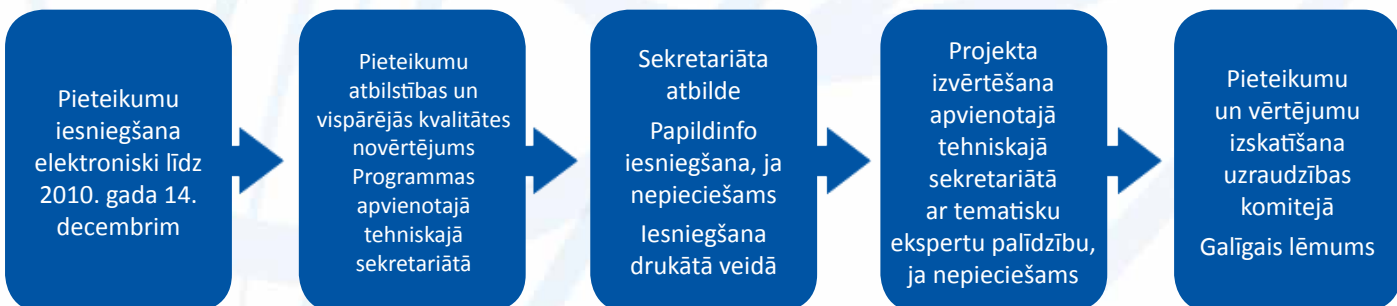 Pieteikumu
iesniegšana
elektroniski līdz
2010. gada 14.
decembrim
Pieteikumu
atbilstības un
vispārējās kvalitātes
novērtējums
Programmas
apvienotajā
tehniskajā
sekretariātā
Sekretariāta
atbilde
Papildinfo
iesniegšana, ja
nepieciešams
Iesniegšana
drukātā veidā
Projekta
izvērtēšana
apvienotajā
tehniskajā
sekretariātā
ar tematisku
ekspertu palīdzību,
ja nepieciešams
Pieteikumu
un vērtējumu
izskatīšana
uzraudzības
komitejā
Galīgais lēmums